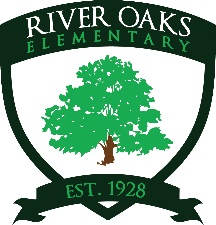 RIVER OAKS
ELEMENTARY
EST. 1928